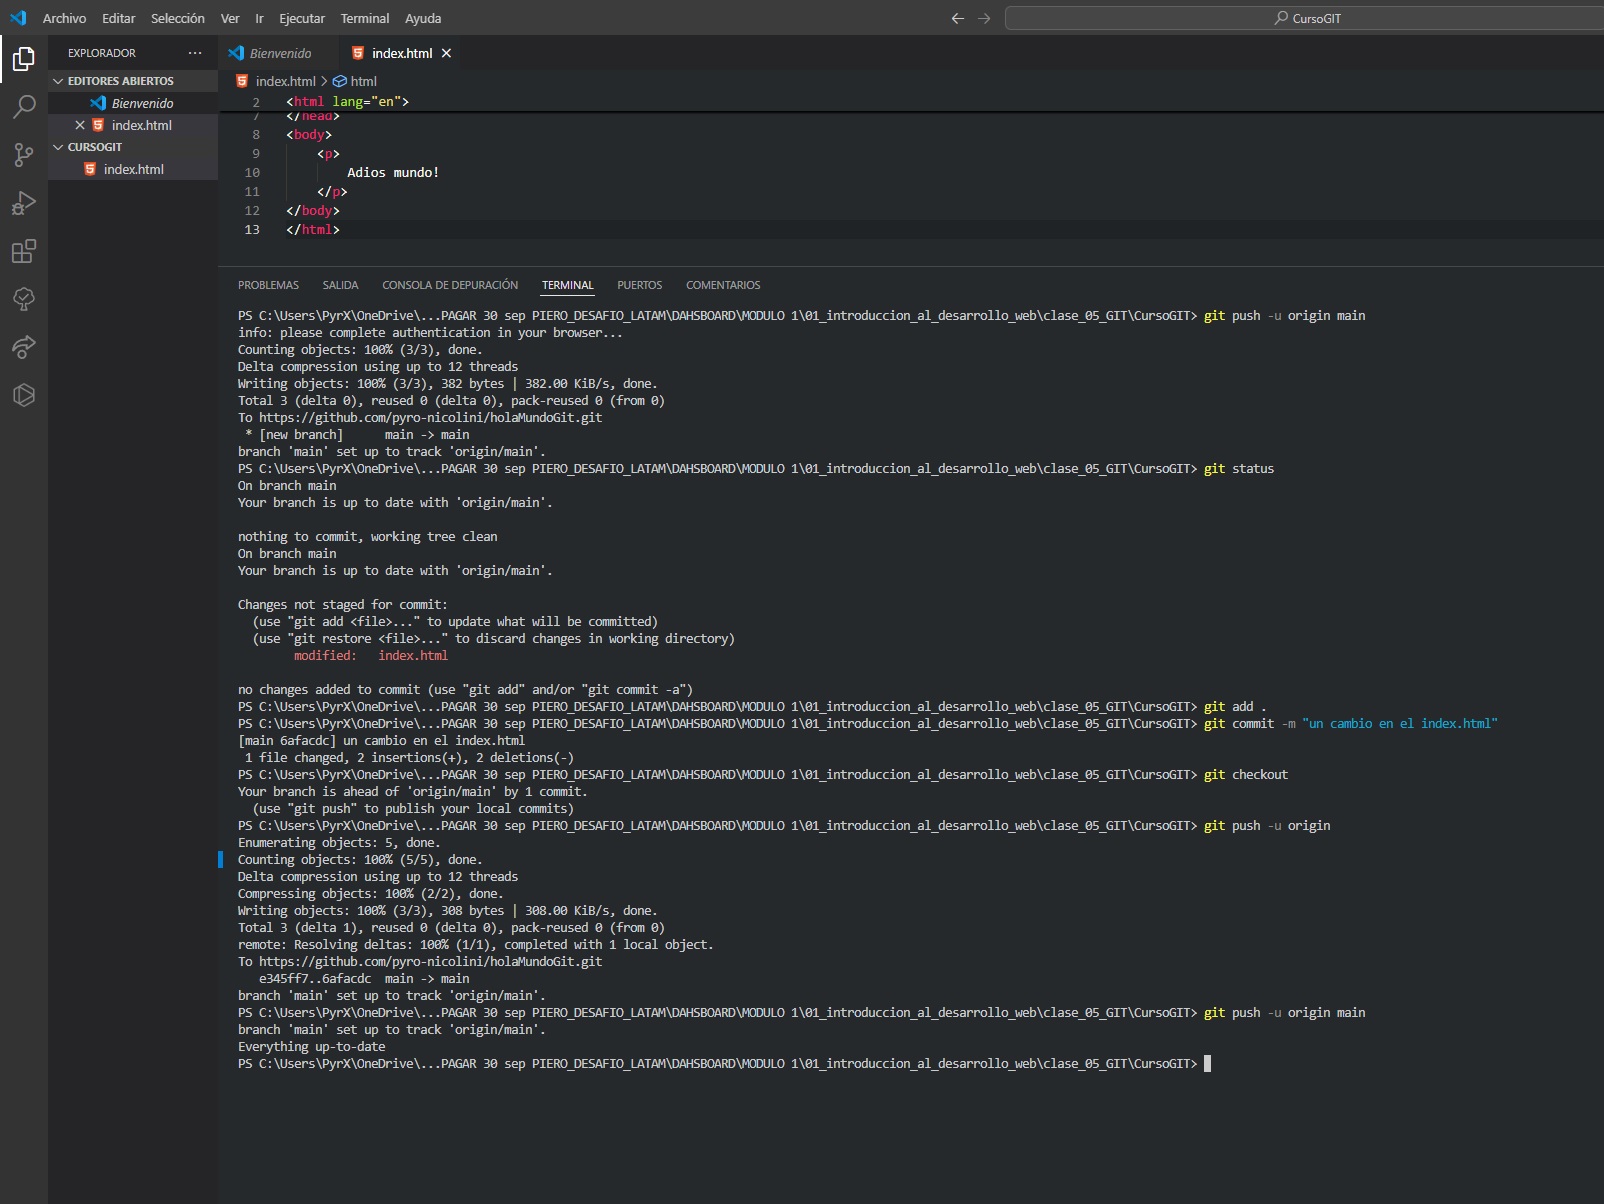 Archivo Editar Selección Ver Ir Ejecutar Terminal Ayuda
CursoGIT
EXPLORADOR
EDITORES ABIERTOS
Bienvenido
index.html
CURSOGIT
index.html
Bienvenido
index.html
index.html > html
2 <html lang="en">
7 </head>
8 <body>
9 <p>
10 Adios mundo!
11 </p>
12 </body>
13 </html>
PROBLEMAS SALIDA CONSOLA DE DEPURACIÓN TERMINAL PUERTOS COMENTARIOS
PS C:\Users\PyrX\OneDrive\...PAGAR 30 sep PIERO_DESAFIO_LATAM\DAHSBOARD\MODULO 1\01_introduccion_al_desarrollo_web\clase_05_GIT\CursoGIT> git push -u origin main
info: please complete authentication in your browser...
Counting objects: 100% (3/3), done.
Delta compression using up to 12 threads
Writing objects: 100% (3/3), 382 bytes | 382.00 KiB/s, done.
Total 3 (delta 0), reused 0 (delta 0), pack-reused 0 (from 0)
To https://github.com/pyro-nicolini/holaMundoGit.git
* [new branch] main -> main
branch 'main' set up to track 'origin/main'.
PS C:\Users\PyrX\OneDrive\...PAGAR 30 sep PIERO_DESAFIO_LATAM\DAHSBOARD\MODULO 1\01_introduccion_al_desarrollo_web\clase_05_GIT\CursoGIT> git status
On branch main
Your branch is up to date with 'origin/main'.
nothing to commit, working tree clean
On branch main
Your branch is up to date with 'origin/main'.
Changes not staged for commit:
(use "git add <file>..." to update what will be committed)
(use "git restore <file>..." to discard changes in working directory)
modified: index.html
no changes added to commit (use "git add" and/or "git commit -a")
PS C:\Users\PyrX\OneDrive\...PAGAR 30 sep PIERO_DESAFIO_LATAM\DAHSBOARD\MODULO 1\01_introduccion_al_desarrollo_web\clase_05_GIT\CursoGIT> git add .
PS C:\Users\PyrX\OneDrive\...PAGAR 30 sep PIERO_DESAFIO_LATAM\DAHSBOARD\MODULO 1\01_introduccion_al_desarrollo_web\clase_05_GIT\CursoGIT> git commit -m "un cambio en el index.html"
[main 6afacdc] un cambio en el index.html
1 file changed, 2 insertions(+), 2 deletions(-)
PS C:\Users\PyrX\OneDrive\...PAGAR 30 sep PIERO_DESAFIO_LATAM\DAHSBOARD\MODULO 1\01_introduccion_al_desarrollo_web\clase_05_GIT\CursoGIT> git checkout
Your branch is ahead of 'origin/main' by 1 commit.
(use "git push" to publish your local commits)
PS C:\Users\PyrX\OneDrive\...PAGAR 30 sep PIERO_DESAFIO_LATAM\DAHSBOARD\MODULO 1\01_introduccion_al_desarrollo_web\clase_05_GIT\CursoGIT> git push -u origin
Enumerating objects: 5, done.
Counting objects: 100% (5/5), done.
Delta compression using up to 12 threads
Compressing objects: 100% (2/2), done.
Writing objects: 100% (3/3), 308 bytes | 308.00 KiB/s, done.
Total 3 (delta 1), reused 0 (delta 0), pack-reused 0 (from 0)
remote: Resolving deltas: 100% (1/1), completed with 1 local object.
To https://github.com/pyro-nicolini/holaMundoGit.git
e345ff7..6afacdc main -> main
branch 'main' set up to track 'origin/main'.
PS C:\Users\PyrX\OneDrive\...PAGAR 30 sep PIERO_DESAFIO_LATAM\DAHSBOARD\MODULO 1\01_introduccion_al_desarrollo_web\clase_05_GIT\CursoGIT> git push -u origin main
branch 'main' set up to track 'origin/main'.
Everything up-to-date
PS C:\Users\PyrX\OneDrive\...PAGAR 30 sep PIERO_DESAFIO_LATAM\DAHSBOARD\MODULO 1\01_introduccion_al_desarrollo_web\clase_05_GIT\CursoGIT>